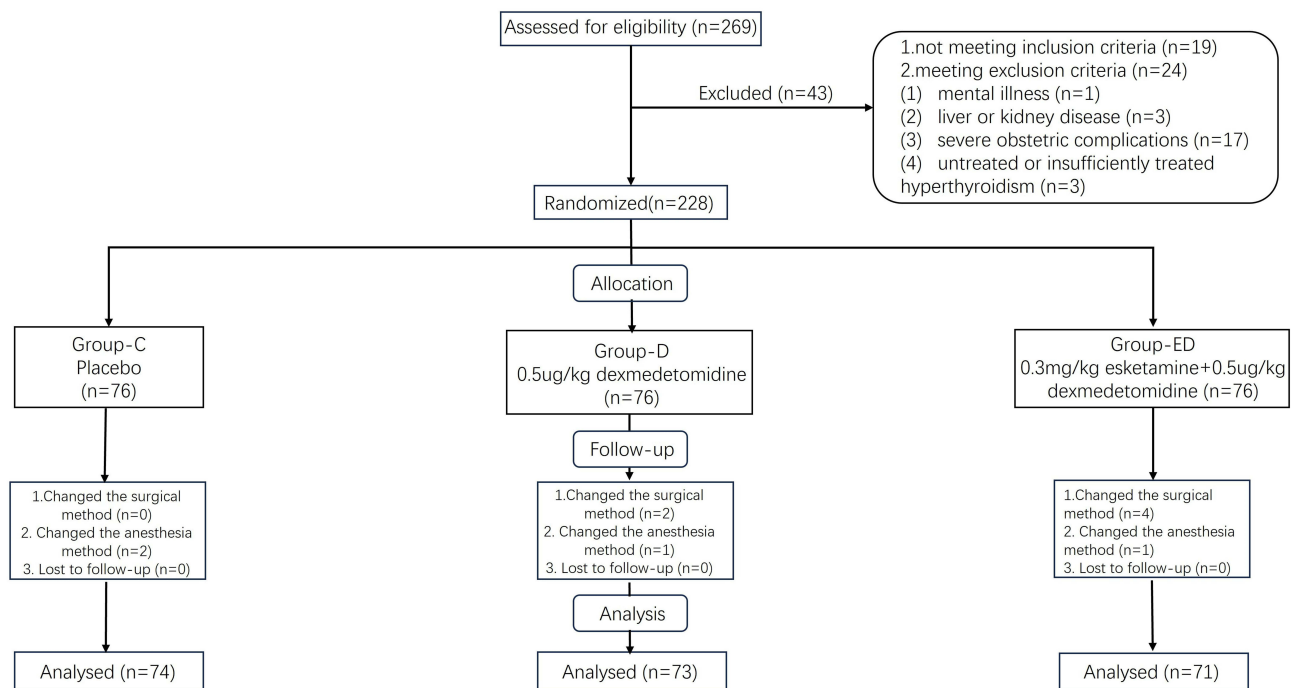 Assessed for eligibility (n=269)
1.not meeting inclusion criteria (n=19)
2.meeting exclusion criteria (n=24)
(1) mental illness (n=1)
(2) liver or kidney disease (n=3)
(3) severe obstetric complications (n=17)
(4) untreated or insufficiently treated
hyperthyroidism (n=3)
Excluded (n=43)
Randomized(n=228)
Allocation
Group-C
Placebo
(n=76)
Group-D
0.5ug/kg dexmedetomidine
(n=76)
Group-ED
0.3mg/kg esketamine+0.5ug/kg
dexmedetomidine (n=76)
Follow-up
1.Changed the surgical
method (n=0)
2. Changed the anesthesia
method (n=2)
3. Lost to follow-up (n=0)
1.Changed the surgical
method (n=2)
2. Changed the anesthesia
method (n=1)
3. Lost to follow-up (n=0)
1.Changed the surgical
method (n=4)
2. Changed the anesthesia
method (n=1)
3. Lost to follow-up (n=0)
Analysis
Analysed (n=74)
Analysed (n=73)
Analysed (n=71)